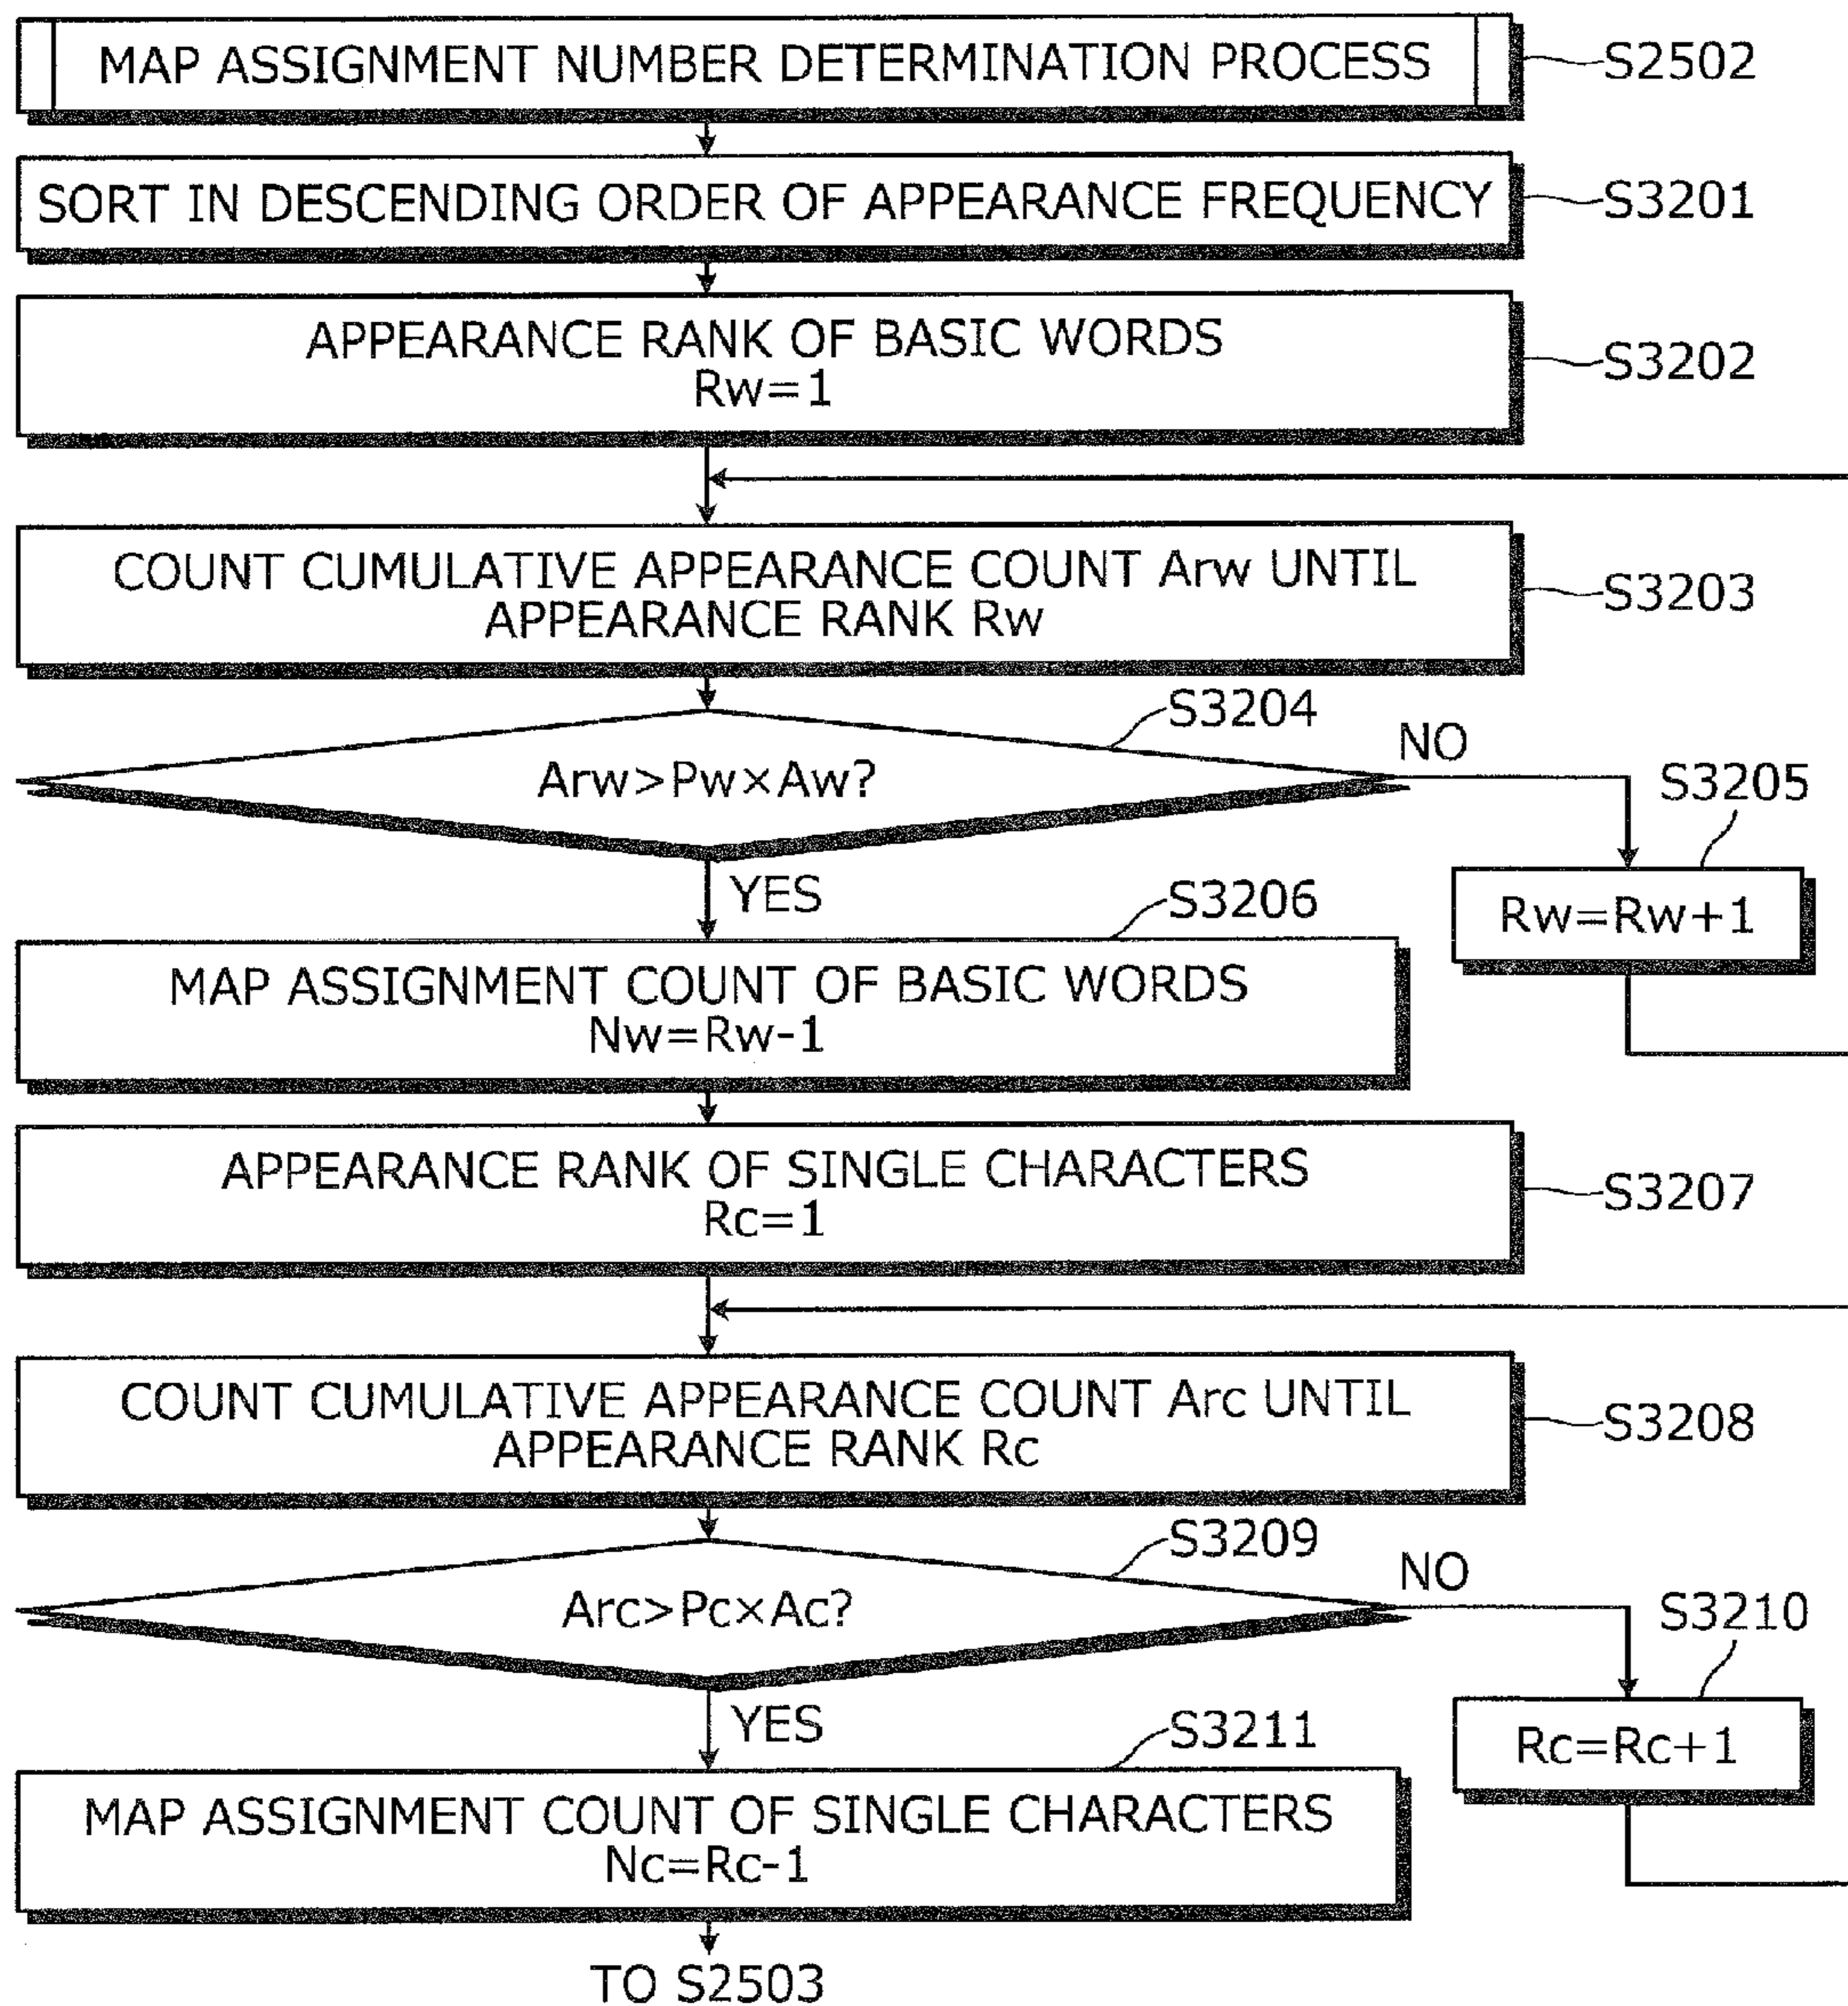 MAP ASSIGNMENT NUMBER DETERMINATION PROCESS
S2502
SORT IN DESCENDING ORDER OF APPEARANCE FREQUENCY
S3201
APPEARANCE RANK OF BASIC WORDS
Rw=1
S3202
COUNT CUMULATIVE APPEARANCE COUNT Arw UNTIL
APPEARANCE RANK Rw
S3203
S3204
Arw>Pw×Aw?
NO
S3205
Rw=Rw+1
YES
S3206
MAP ASSIGNMENT COUNT OF BASIC WORDS
Nw=Rw-1
APPEARANCE RANK OF SINGLE CHARACTERS
Rc=1
S3207
COUNT CUMULATIVE APPEARANCE COUNT Arc UNTIL
APPEARANCE RANK Rc
S3208
S3209
Arc>Pc×Ac?
NO
S3210
Rc=Rc+1
YES
S3211
MAP ASSIGNMENT COUNT OF SINGLE CHARACTERS
Nc=Rc-1
TO S2503